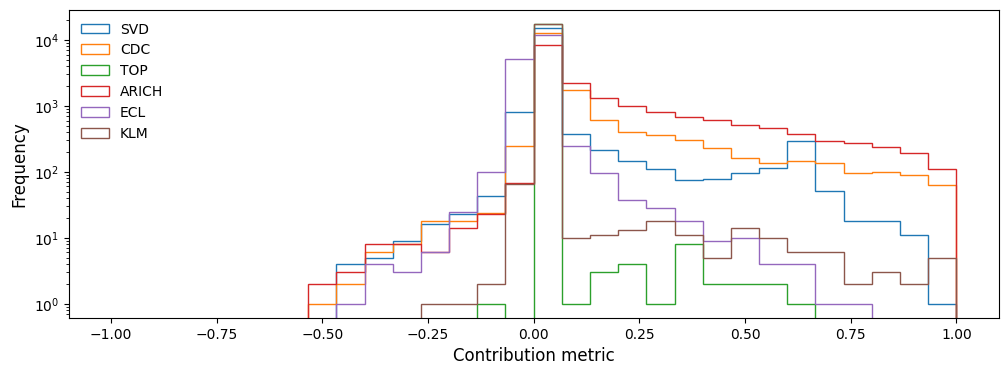 SVD
CDC
TOP
ARICH
ECL
KLM
Frequency
10⁴
10³
10²
10¹
10⁰
−1.00 −0.75 −0.50 −0.25 0.00 0.25 0.50 0.75 1.00
Contribution metric